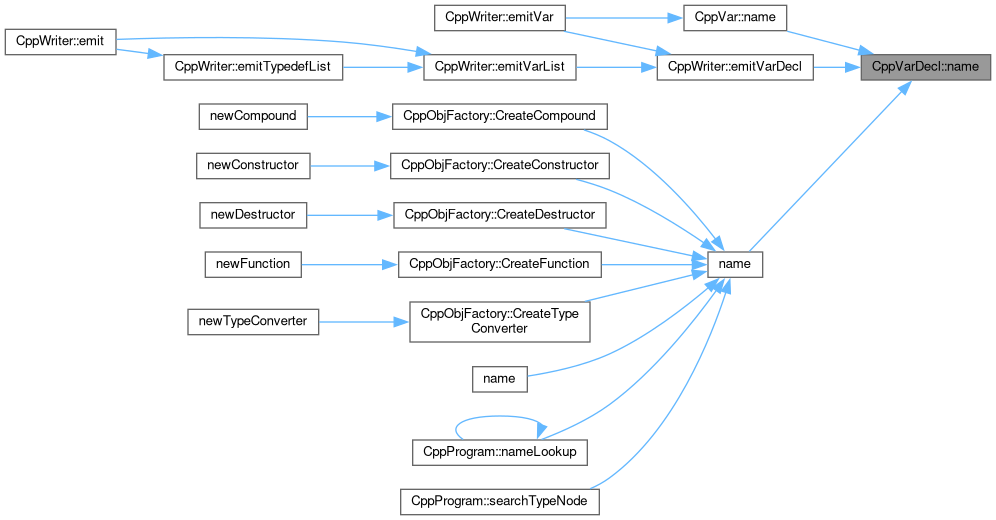 CppWriter::emitVar
CppVar::name
CppWriter::emit
CppWriter::emitTypedefList
CppWriter::emitVarList
CppWriter::emitVarDecl
CppVarDecl::name
newCompound
CppObjFactory::CreateCompound
newConstructor
CppObjFactory::CreateConstructor
newDestructor
CppObjFactory::CreateDestructor
newFunction
CppObjFactory::CreateFunction
name
newTypeConverter
CppObjFactory::CreateType
Converter
name
CppProgram::nameLookup
CppProgram::searchTypeNode